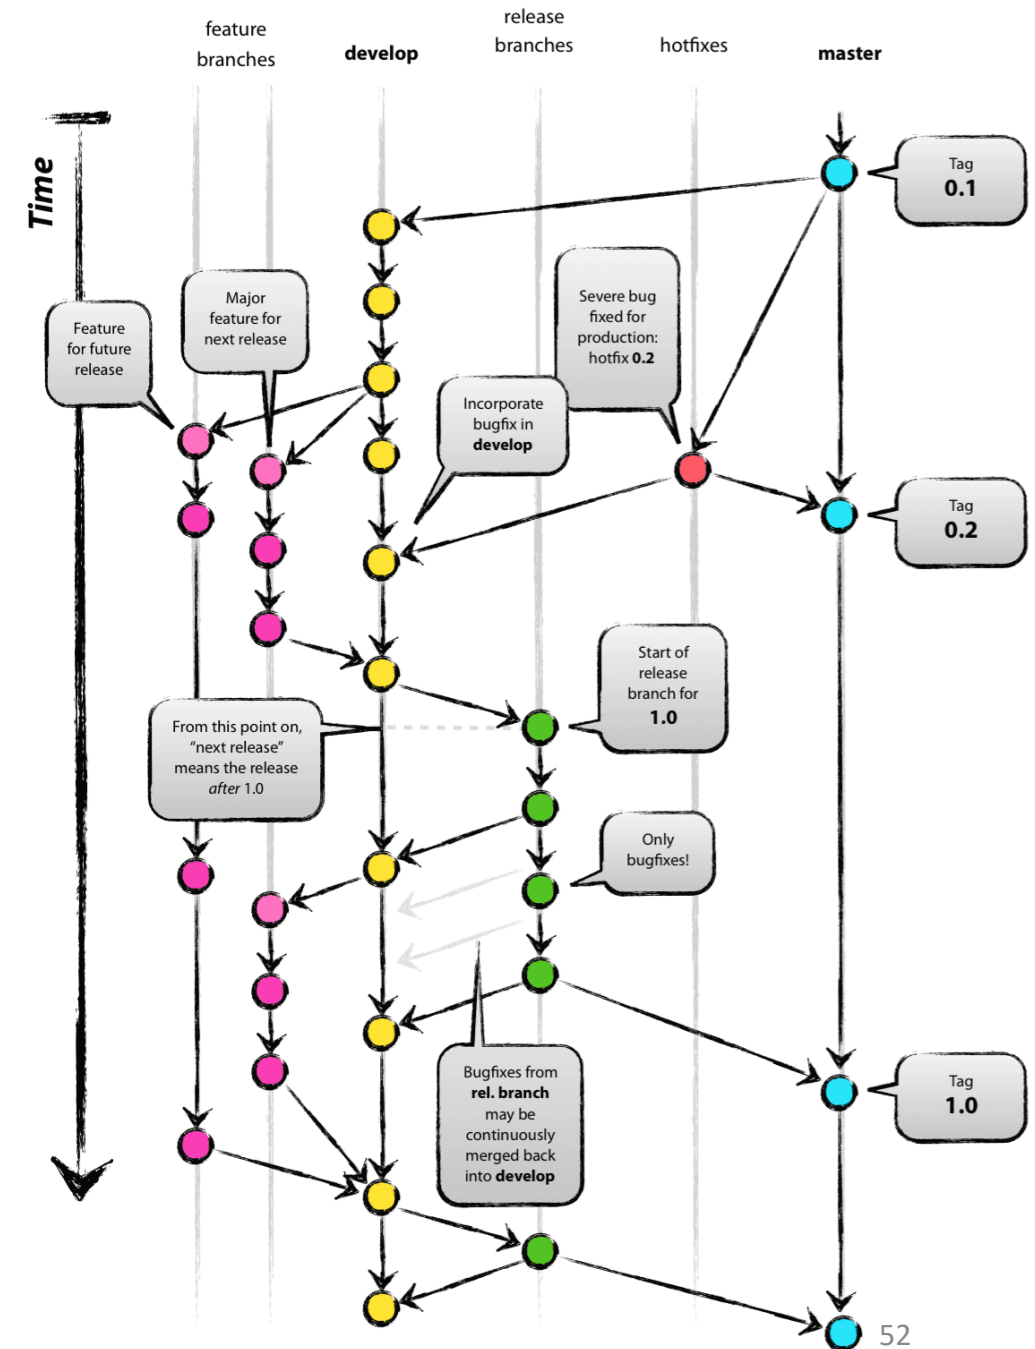 feature
branches
develop
release
branches
hotfixes
master
Time
Tag
0.1
Major
feature for
next release
Feature
for future
release
Severe bug
fixed for
production:
hotfix 0.2
Incorporate
bugfix in
develop
Tag
0.2
Start of
release
branch for
1.0
From this point on,
“next release”
means the release
after 1.0
Only
bugfixes!
Bugfixes from
rel. branch
may be
continuously
merged back
into develop
Tag
1.0
52